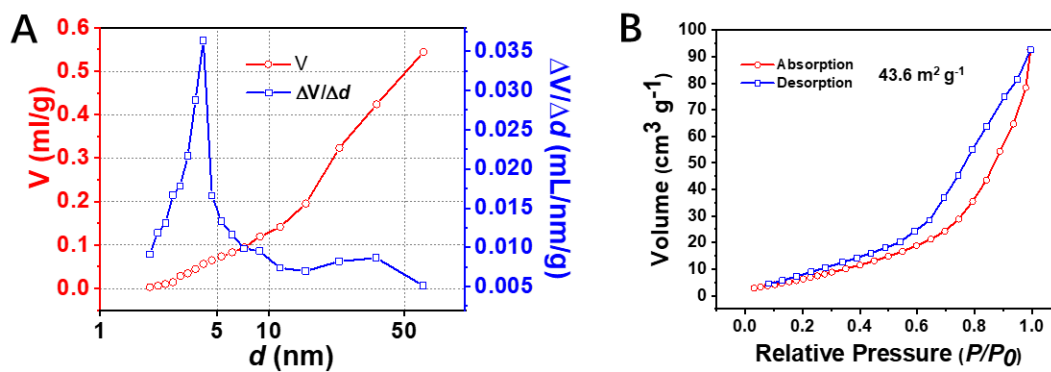 A
V (ml/g)
0.6
0.5
0.4
0.3
0.2
0.1
0.0
V
ΔV/Δd
0.035
0.030
0.025
0.020
0.015
0.010
0.005
ΔV/Δd (mL/nm/g)
1
5
10
50
d (nm)
B
Volume (cm³ g⁻¹)
100
90
80
70
60
50
40
30
20
10
0
Absorption
Desorption
43.6 m² g⁻¹
0.0
0.2
0.4
0.6
0.8
1.0
Relative Pressure (P/P₀)